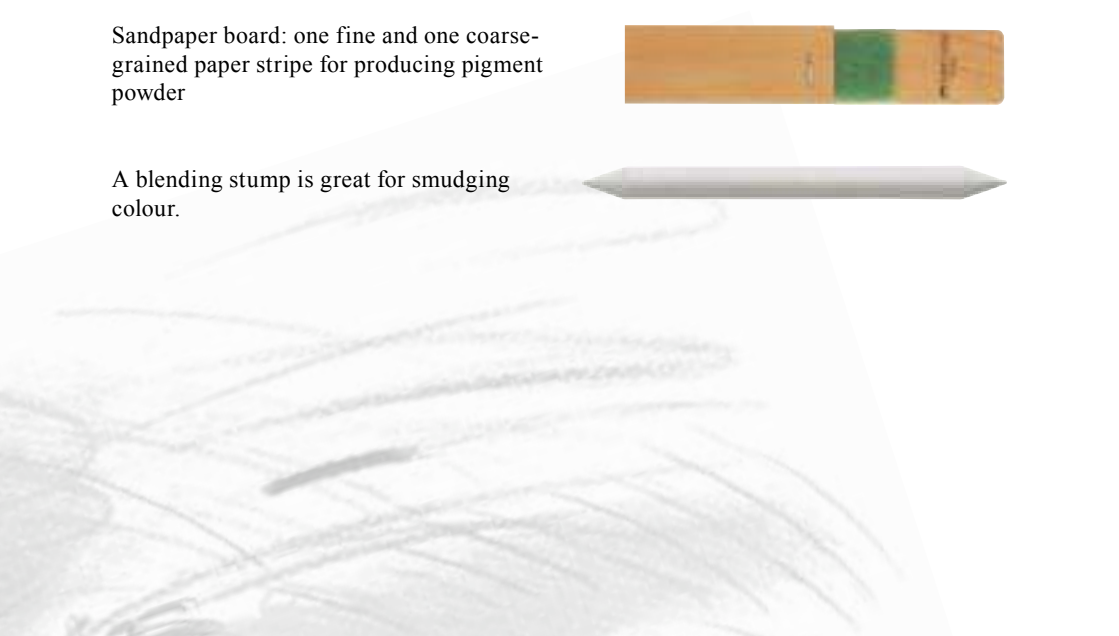 Sandpaper board: one fine and one coarse-
grained paper stripe for producing pigment
powder
A blending stump is great for smudging
colour.